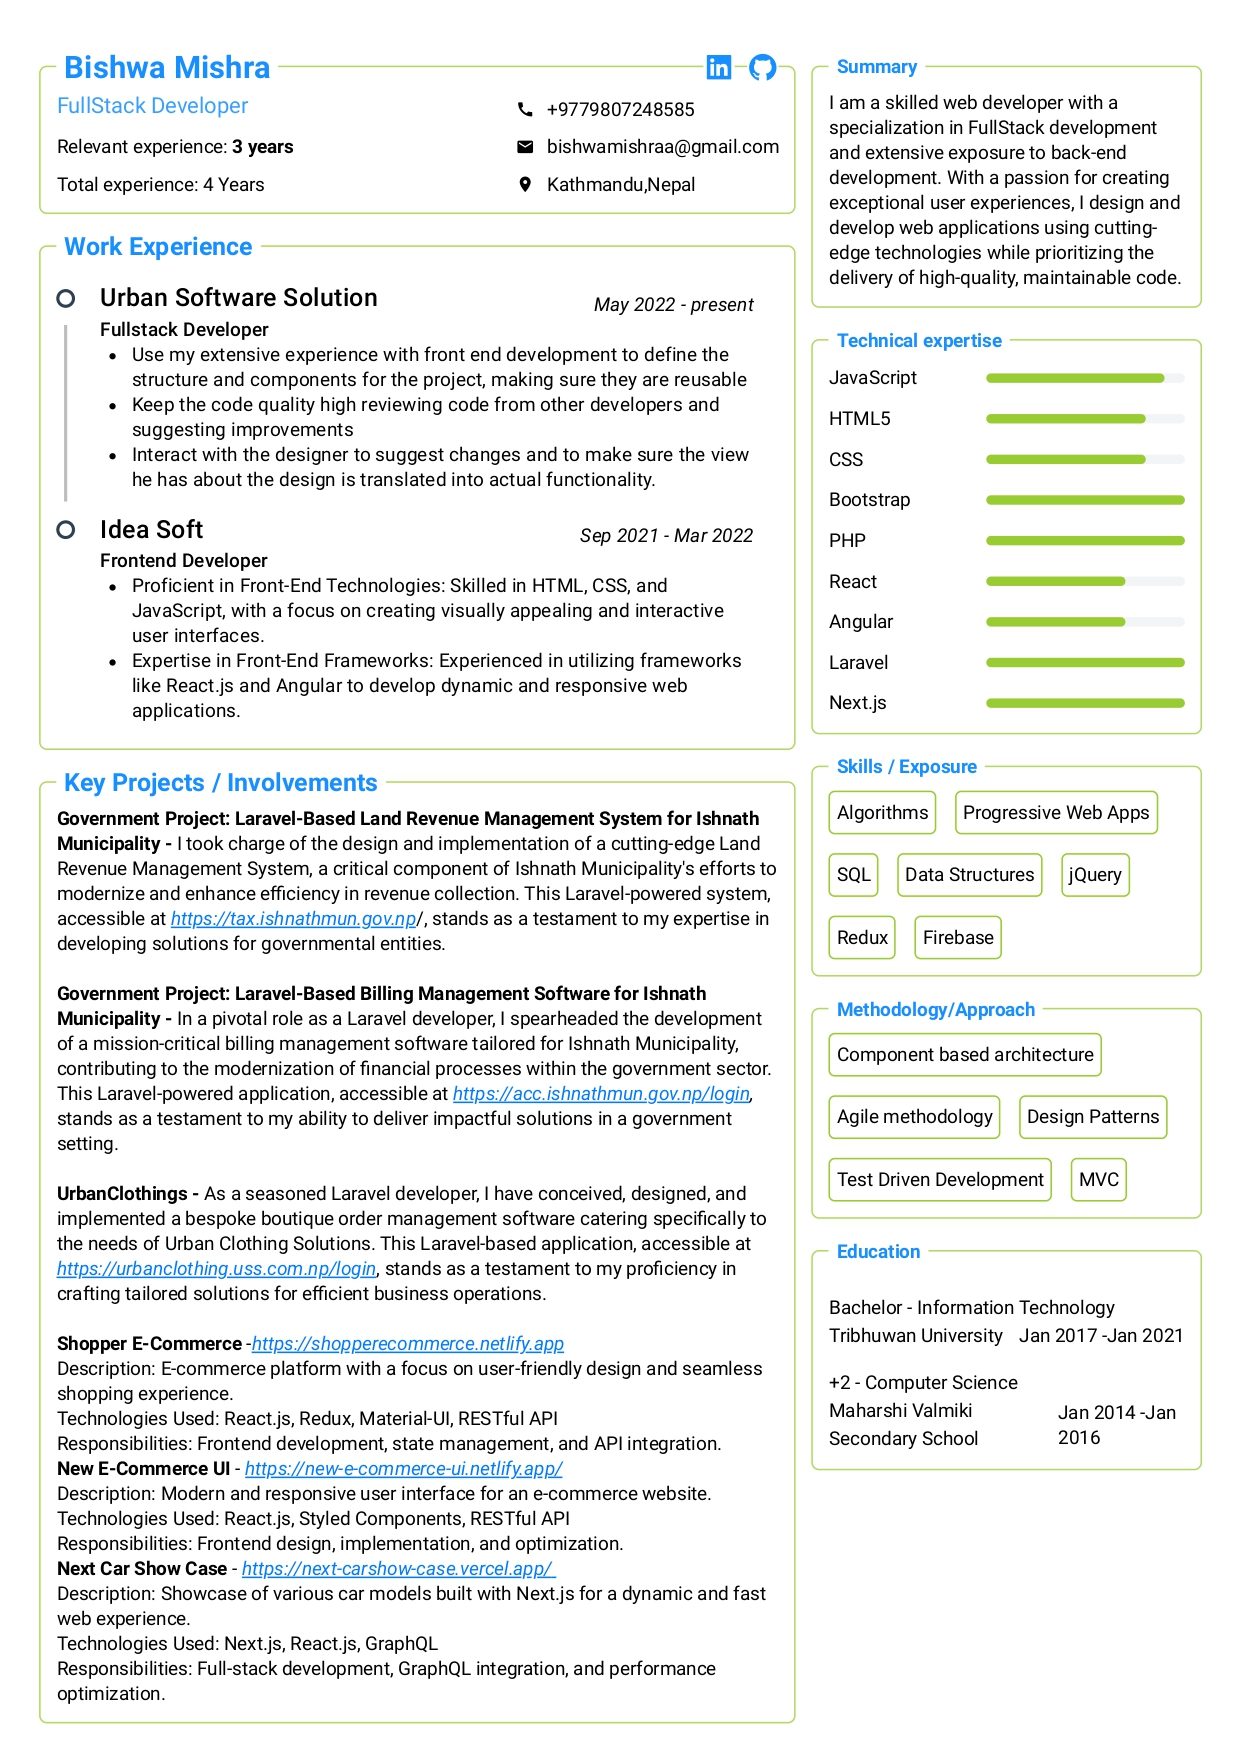 Bishwa Mishra
FullStack Developer
Relevant experience: 3 years
Total experience: 4 Years
+9779807248585
bishwamishraa@gmail.com
Kathmandu,Nepal
Work Experience
Urban Software Solution
May 2022 - present
Fullstack Developer
• Use my extensive experience with front end development to define the
structure and components for the project, making sure they are reusable
• Keep the code quality high reviewing code from other developers and
suggesting improvements
• Interact with the designer to suggest changes and to make sure the view
he has about the design is translated into actual functionality.
Idea Soft
Sep 2021 - Mar 2022
Frontend Developer
• Proficient in Front-End Technologies: Skilled in HTML, CSS, and
JavaScript, with a focus on creating visually appealing and interactive
user interfaces.
• Expertise in Front-End Frameworks: Experienced in utilizing frameworks
like React.js and Angular to develop dynamic and responsive web
applications.
Key Projects / Involvements
Government Project: Laravel-Based Land Revenue Management System for Ishnath
Municipality - I took charge of the design and implementation of a cutting-edge Land
Revenue Management System, a critical component of Ishnath Municipality's efforts to
modernize and enhance efficiency in revenue collection. This Laravel-powered system,
accessible at https://tax.ishnathmun.gov.np/, stands as a testament to my expertise in
developing solutions for governmental entities.
Government Project: Laravel-Based Billing Management Software for Ishnath
Municipality - In a pivotal role as a Laravel developer, I spearheaded the development
of a mission-critical billing management software tailored for Ishnath Municipality,
contributing to the modernization of financial processes within the government sector.
This Laravel-powered application, accessible at https://acc.ishnathmun.gov.np/login,
stands as a testament to my ability to deliver impactful solutions in a government
setting.
UrbanClothings - As a seasoned Laravel developer, I have conceived, designed, and
implemented a bespoke boutique order management software catering specifically to
the needs of Urban Clothing Solutions. This Laravel-based application, accessible at
https://urbanclothing.uss.com.np/login, stands as a testament to my proficiency in
crafting tailored solutions for efficient business operations.
Shopper E-Commerce -https://shopperecommerce.netlify.app
Description: E-commerce platform with a focus on user-friendly design and seamless
shopping experience.
Technologies Used: React.js, Redux, Material-UI, RESTful API
Responsibilities: Frontend development, state management, and API integration.
New E-Commerce UI - https://new-e-commerce-ui.netlify.app/
Description: Modern and responsive user interface for an e-commerce website.
Technologies Used: React.js, Styled Components, RESTful API
Responsibilities: Frontend design, implementation, and optimization.
Next Car Show Case - https://next-carshow-case.vercel.app/
Description: Showcase of various car models built with Next.js for a dynamic and fast
web experience.
Technologies Used: Next.js, React.js, GraphQL
Responsibilities: Full-stack development, GraphQL integration, and performance
optimization.
Summary
I am a skilled web developer with a
specialization in FullStack development
and extensive exposure to back-end
development. With a passion for creating
exceptional user experiences, I design and
develop web applications using cutting-
edge technologies while prioritizing the
delivery of high-quality, maintainable code.
Technical expertise
JavaScript
HTML5
CSS
Bootstrap
PHP
React
Angular
Laravel
Next.js
Skills / Exposure
Algorithms
Progressive Web Apps
SQL
Data Structures
jQuery
Redux
Firebase
Methodology/Approach
Component based architecture
Agile methodology
Design Patterns
Test Driven Development
MVC
Education
Bachelor - Information Technology
Tribhuwan University
Jan 2017 -Jan 2021
+2 - Computer Science
Maharshi Valmiki
Secondary School
Jan 2014 -Jan
2016